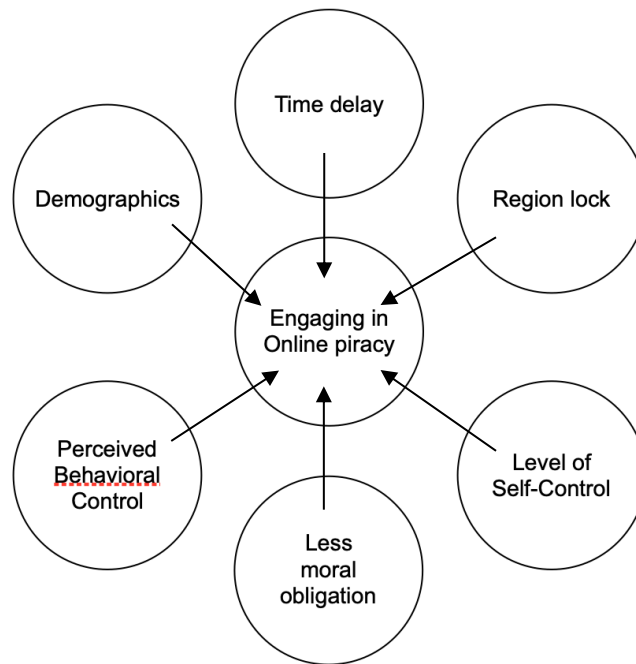 Time delay
Demographics
Region lock
Engaging in
Online piracy
Perceived
Behavioral
Control
Level of
Self-Control
Less
moral
obligation